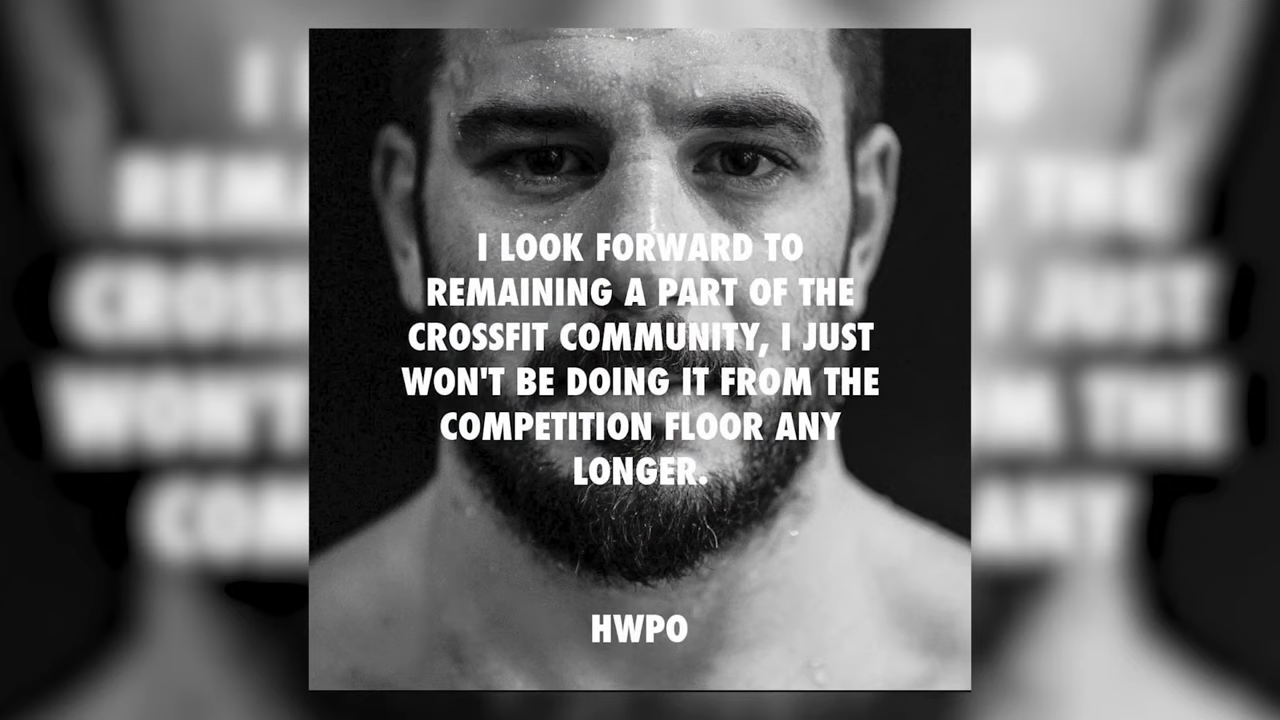 I LOOK FORWARD TO
REMAINING A PART OF THE
CROSSFIT COMMUNITY, I JUST
WON'T BE DOING IT FROM THE
COMPETITION FLOOR ANY
LONGER.
HWPO